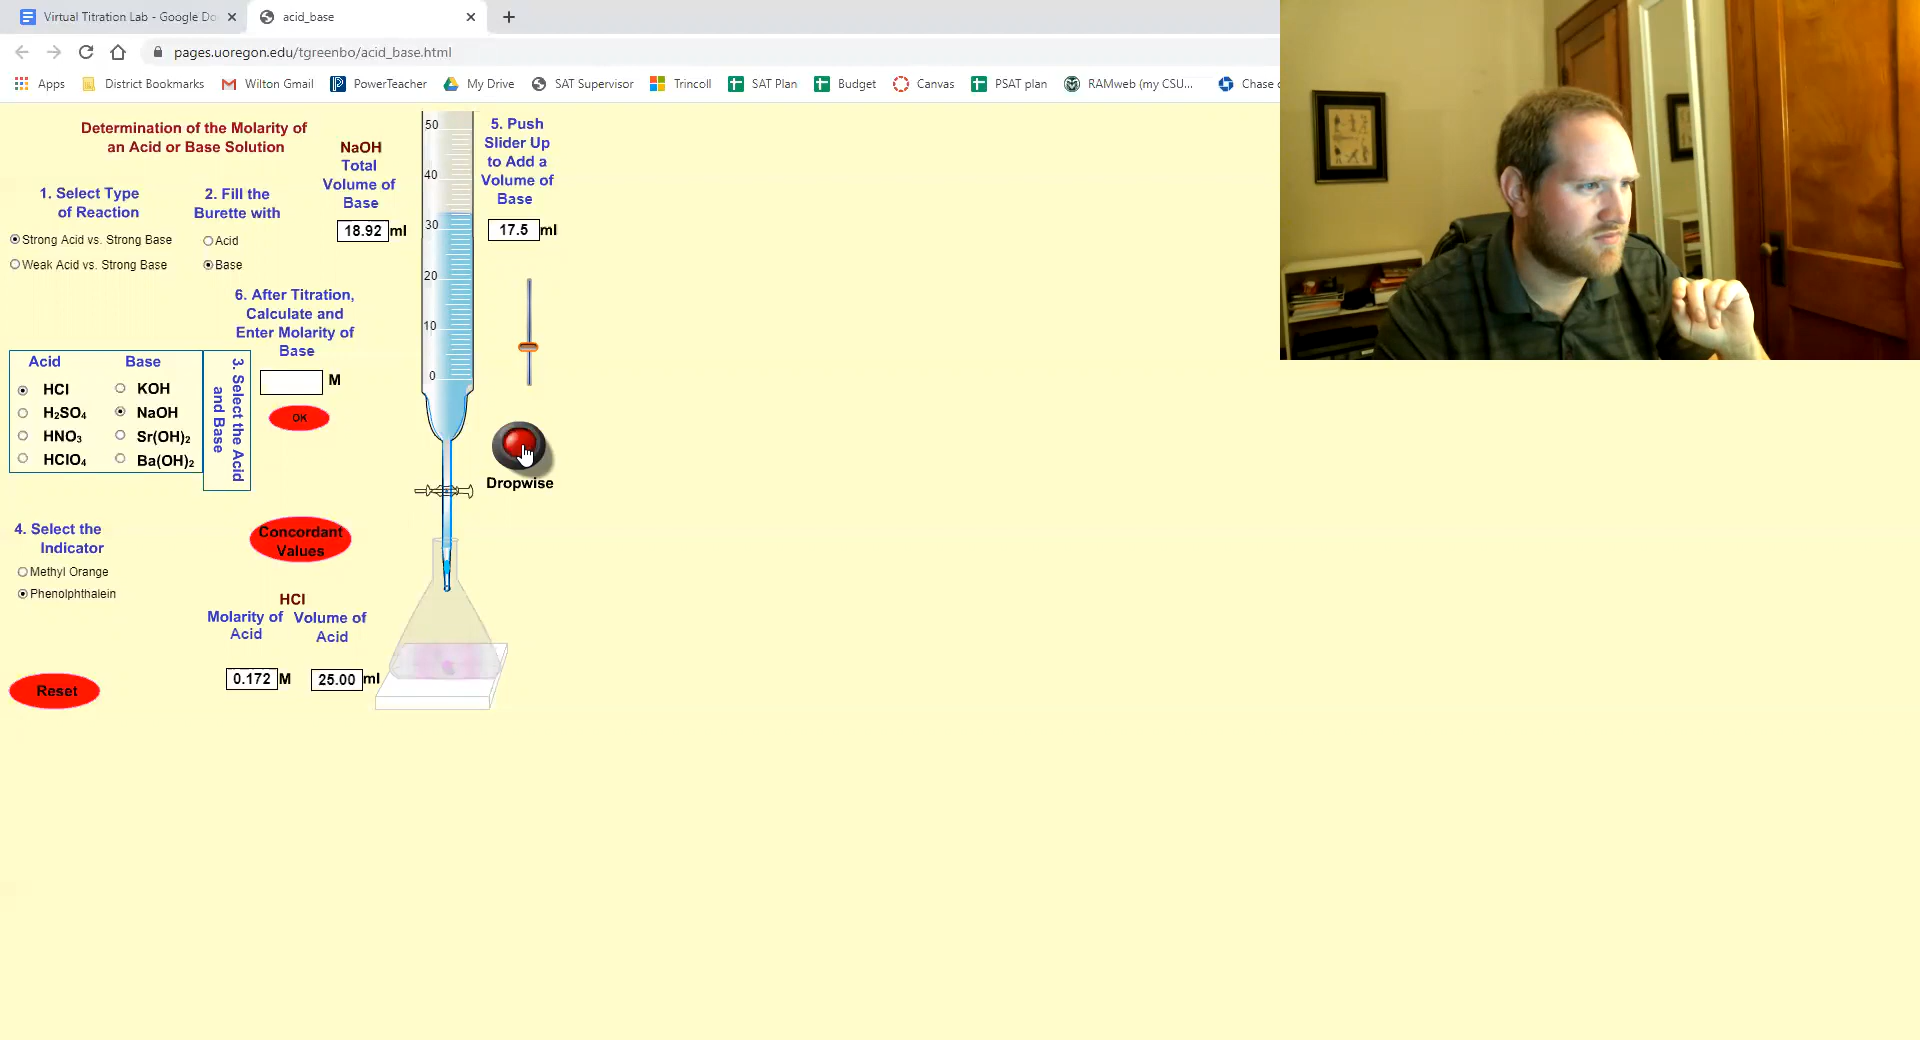 Virtual Titration Lab - Google Do
acid_base
pages.uoregon.edu/tgreenbo/acid_base.html
Apps District Bookmarks Wilton Gmail PowerTeacher My Drive SAT Supervisor Trincoll SAT Plan Budget Canvas PSAT plan RAMweb (my CSU... Chase
Determination of the Molarity of
an Acid or Base Solution
1. Select Type
of Reaction
Strong Acid vs. Strong Base
Weak Acid vs. Strong Base
2. Fill the
Burette with
Acid
Base
NaOH
Total
Volume of
Base
18.92 ml
50
40
30
20
10
0
5. Push
Slider Up
to Add a
Volume of
Base
17.5 ml
6. After Titration,
Calculate and
Enter Molarity of
Base
M
OK
Acid Base
HCl KOH
H₂SO₄ NaOH
HNO₃ Sr(OH)₂
HClO₄ Ba(OH)₂
3. Select the Acid
and Base
Dropwise
4. Select the
Indicator
Methyl Orange
Phenolphthalein
Concordant
Values
HCl
Molarity of
Acid
Volume of
Acid
0.172 M
25.00 ml
Reset